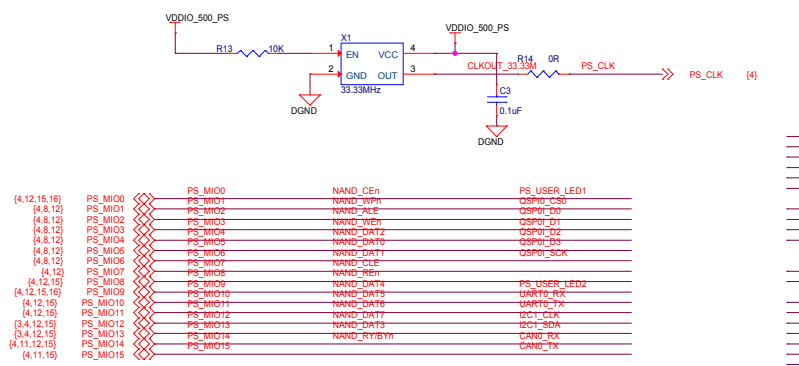 VDDIO_500_PS
VDDIO_500_PS
X1
R13 10K 1 EN VCC 4
R14 0R
2 GND OUT 3 CLKOUT_33.33M PS_CLK PS_CLK {4}
33.33MHz
C3
DGND
0.1uF
DGND
{4,12,15,16} PS_MIO0 PS_MIO0 NAND_CEn PS_USER_LED1
{4,8,12} PS_MIO1 PS_MIO1 NAND_WPn QSPI0_CS0
{4,8,12} PS_MIO2 PS_MIO2 NAND_ALE QSP0I_D0
{4,8,12} PS_MIO3 PS_MIO3 NAND_WEn QSP0I_D1
{4,8,12} PS_MIO4 PS_MIO4 NAND_DAT2 QSP0I_D2
{4,8,12} PS_MIO5 PS_MIO5 NAND_DAT0 QSP0I_D3
{4,8,12} PS_MIO6 PS_MIO6 NAND_DAT1 QSP0I_SCK
{4,12} PS_MIO7 PS_MIO7 NAND_CLE
{4,12,15} PS_MIO8 PS_MIO8 NAND_REn
{4,12,15,16} PS_MIO9 PS_MIO9 NAND_DAT4 PS_USER_LED2
{4,12,15} PS_MIO10 PS_MIO10 NAND_DAT5 UART0_RX
{4,12,15} PS_MIO11 PS_MIO11 NAND_DAT6 UART0_TX
{3,4,12,15} PS_MIO12 PS_MIO12 NAND_DAT7 I2C1_CLK
{3,4,12,15} PS_MIO13 PS_MIO13 NAND_DAT3 I2C1_SDA
{4,11,12,15} PS_MIO14 PS_MIO14 NAND_RY/BYn CAN0_RX
{4,11,15} PS_MIO15 PS_MIO15 CAN0_TX